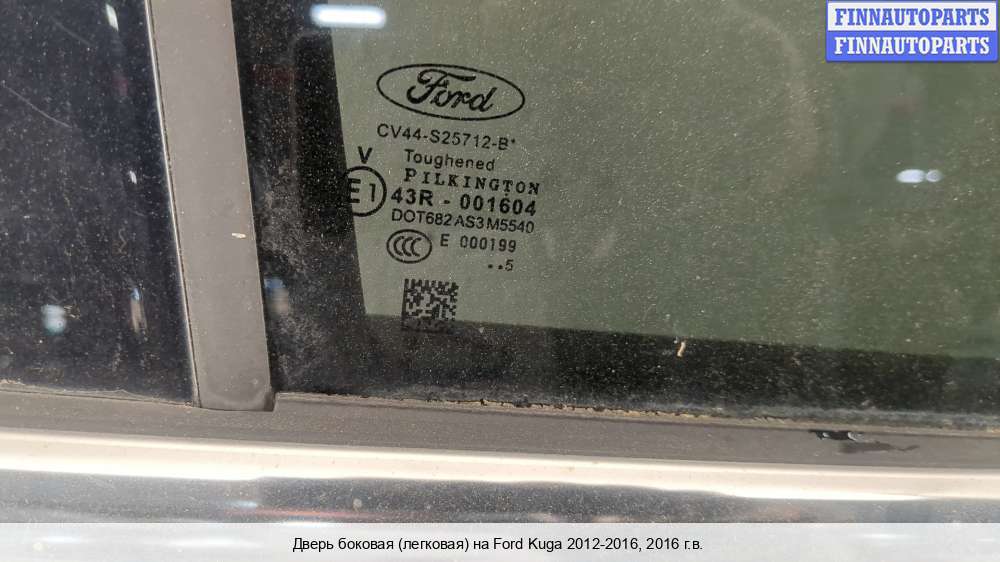 FINNAUTOPARTS
FINNAUTOPARTS
Ford
CV44-S25712-B*
Toughened
V
PILKINGTON
E1
43R - 001604
DOT682 AS3 M5540
CCC
E 000199
..5
Дверь боковая (легковая) на Ford Kuga 2012-2016, 2016 г.в.